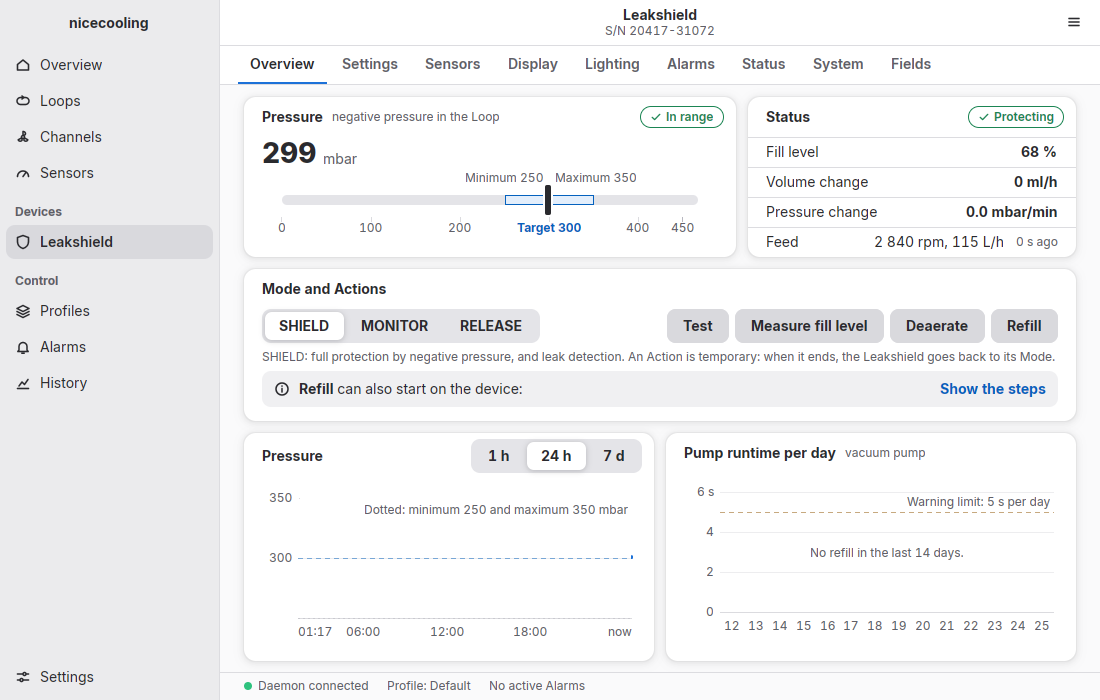 nicecooling
Overview
Loops
Channels
Sensors
Devices
Leakshield
Control
Profiles
Alarms
History
Settings
Leakshield
S/N 20417-31072
Overview Settings Sensors Display Lighting Alarms Status System Fields
Pressure negative pressure in the Loop In range
299 mbar
Minimum 250 Maximum 350
0 100 200 Target 300 400 450
Status Protecting
Fill level 68 %
Volume change 0 ml/h
Pressure change 0.0 mbar/min
Feed 2 840 rpm, 115 L/h 0 s ago
Mode and Actions
SHIELD MONITOR RELEASE Test Measure fill level Deaerate Refill
SHIELD: full protection by negative pressure, and leak detection. An Action is temporary: when it ends, the Leakshield goes back to its Mode.
Refill can also start on the device: Show the steps
Pressure 1 h 24 h 7 d
350
Dotted: minimum 250 and maximum 350 mbar
300
01:17 06:00 12:00 18:00 now
Pump runtime per day vacuum pump
6 s
Warning limit: 5 s per day
4
No refill in the last 14 days.
2
0
12 13 14 15 16 17 18 19 20 21 22 23 24 25
Daemon connected Profile: Default No active Alarms